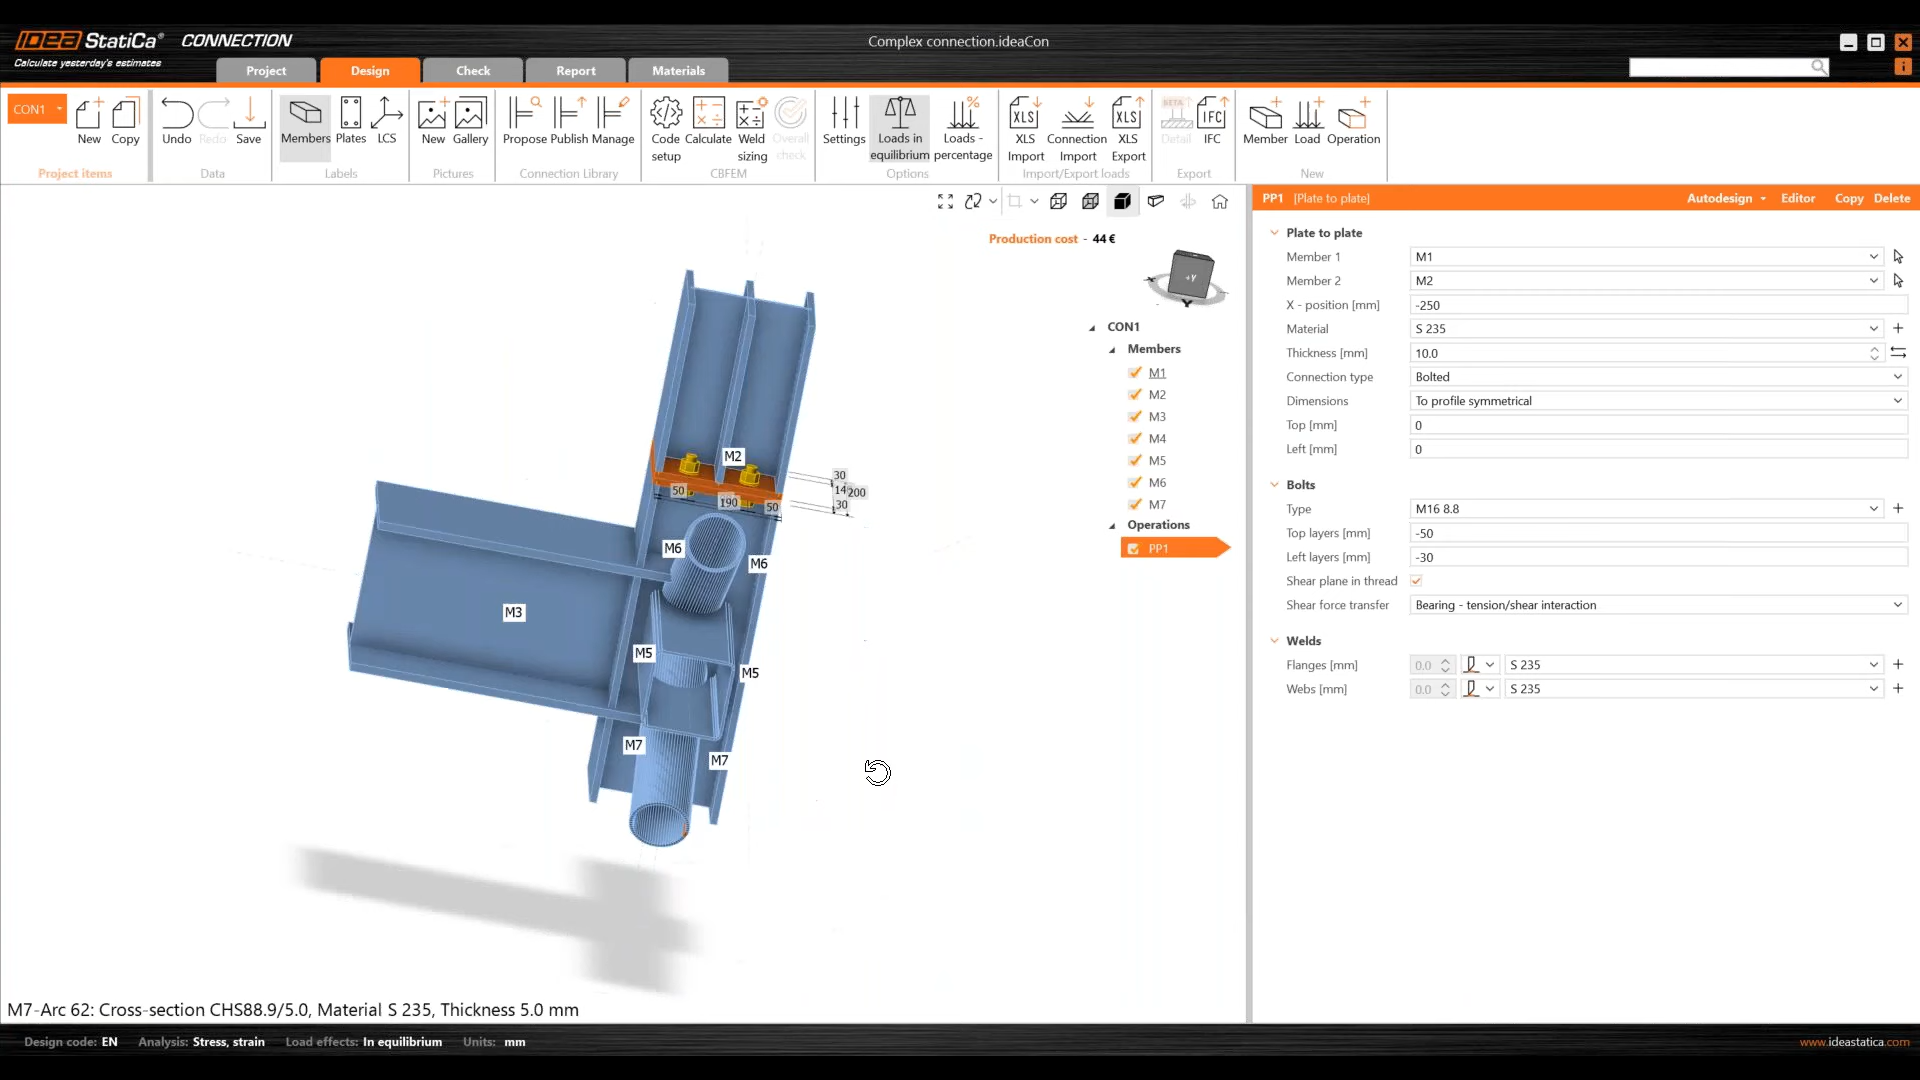 IDEA StatiCa® CONNECTION
Calculate yesterday's estimates
Complex connection.ideaCon
Project Design Check Report Materials
CON1
New Copy Undo Redo Save Members Plates LCS New Gallery Propose Publish Manage Code setup Calculate Weld sizing Overall check Settings Loads in equilibrium Loads - percentage XLS Import Connection Import XLS Export Detail IFC Member Load Operation
BETA
Project items Data Labels Pictures Connection Library CBFEM Options Import/Export loads Export New
Production cost - 44 €
+Y
CON1
Members
M1
M2
M3
M4
M5
M6
M7
Operations
PP1
M2
30
14
200
30
50
190
50
M6
M6
M3
M5
M5
M7
M7
PP1 [Plate to plate] Autodesign Editor Copy Delete
Plate to plate
Member 1 M1
Member 2 M2
X - position [mm] -250
Material S 235
Thickness [mm] 10.0
Connection type Bolted
Dimensions To profile symmetrical
Top [mm] 0
Left [mm] 0
Bolts
Type M16 8.8
Top layers [mm] -50
Left layers [mm] -30
Shear plane in thread
Shear force transfer Bearing - tension/shear interaction
Welds
Flanges [mm] 0.0 S 235
Webs [mm] 0.0 S 235
M7-Arc 62: Cross-section CHS88.9/5.0, Material S 235, Thickness 5.0 mm
Design code: EN Analysis: Stress, strain Load effects: In equilibrium Units: mm
www.ideastatica.com